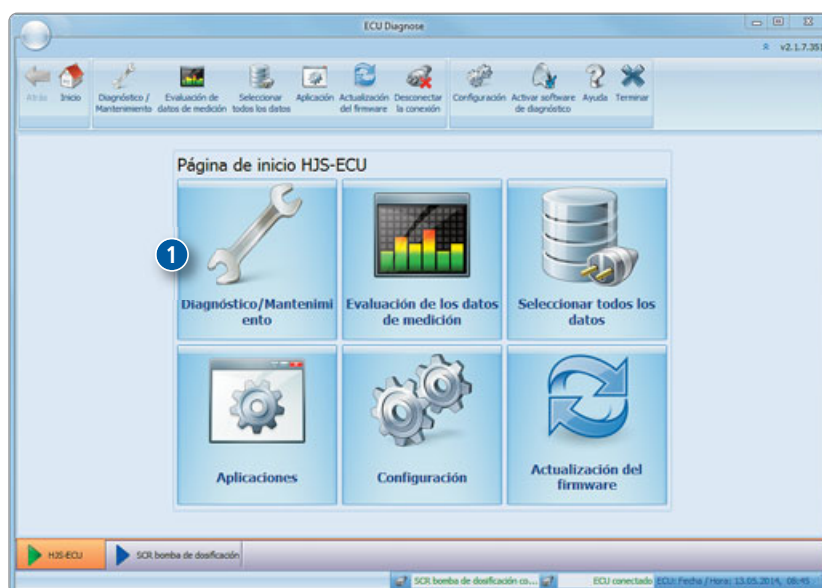 ECU Diagnose
v2.1.7.351
Atrás
Inicio
Diagnóstico /
Mantenimiento
Evaluación de
datos de medición
Seleccionar
todos los datos
Aplicación
Actualización
del firmware
Desconectar
la conexión
Configuración
Activar software
de diagnóstico
Ayuda
Terminar
Página de inicio HJS-ECU
1
Diagnóstico/Mantenimi
ento
Evaluación de los datos
de medición
Seleccionar todos los
datos
Aplicaciones
Configuración
Actualización del
firmware
HJS-ECU
SCR bomba de dosificación
SCR bomba de dosificación co...
ECU conectado
ECU: Fecha / Hora: 13.05.2014, 08:45